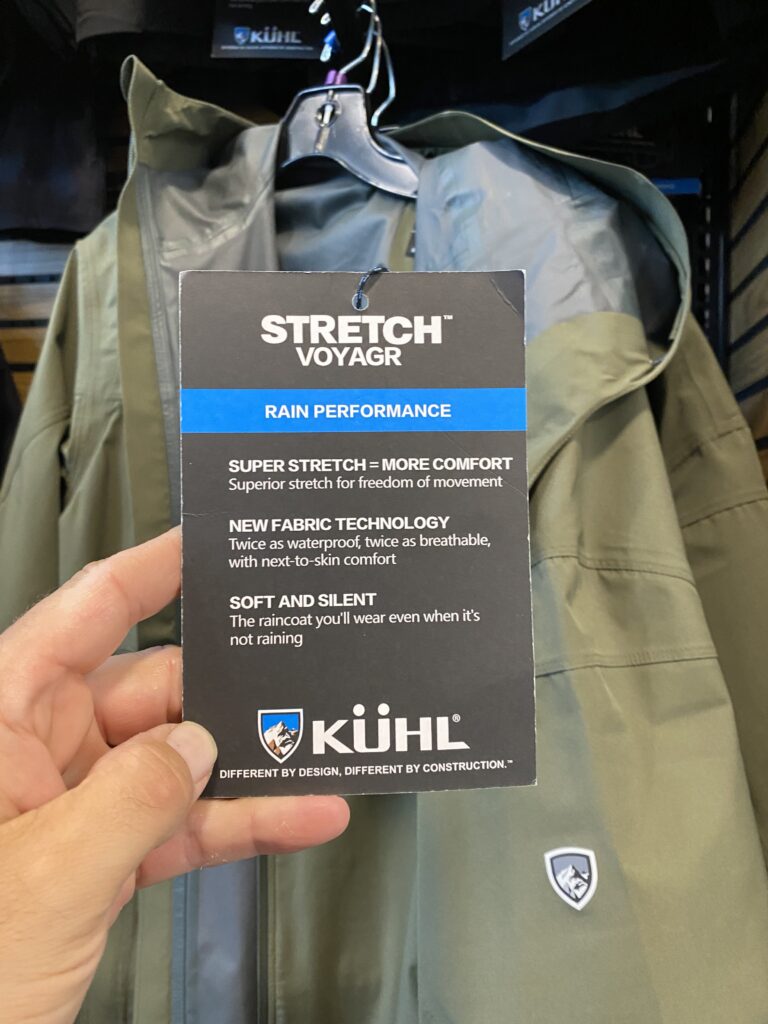 KÜHL
KÜHL
STRETCH™
VOYAGR
RAIN PERFORMANCE
SUPER STRETCH = MORE COMFORT
Superior stretch for freedom of movement
NEW FABRIC TECHNOLOGY
Twice as waterproof, twice as breathable,
with next-to-skin comfort
SOFT AND SILENT
The raincoat you'll wear even when it's
not raining
KÜHL®
DIFFERENT BY DESIGN, DIFFERENT BY CONSTRUCTION.™